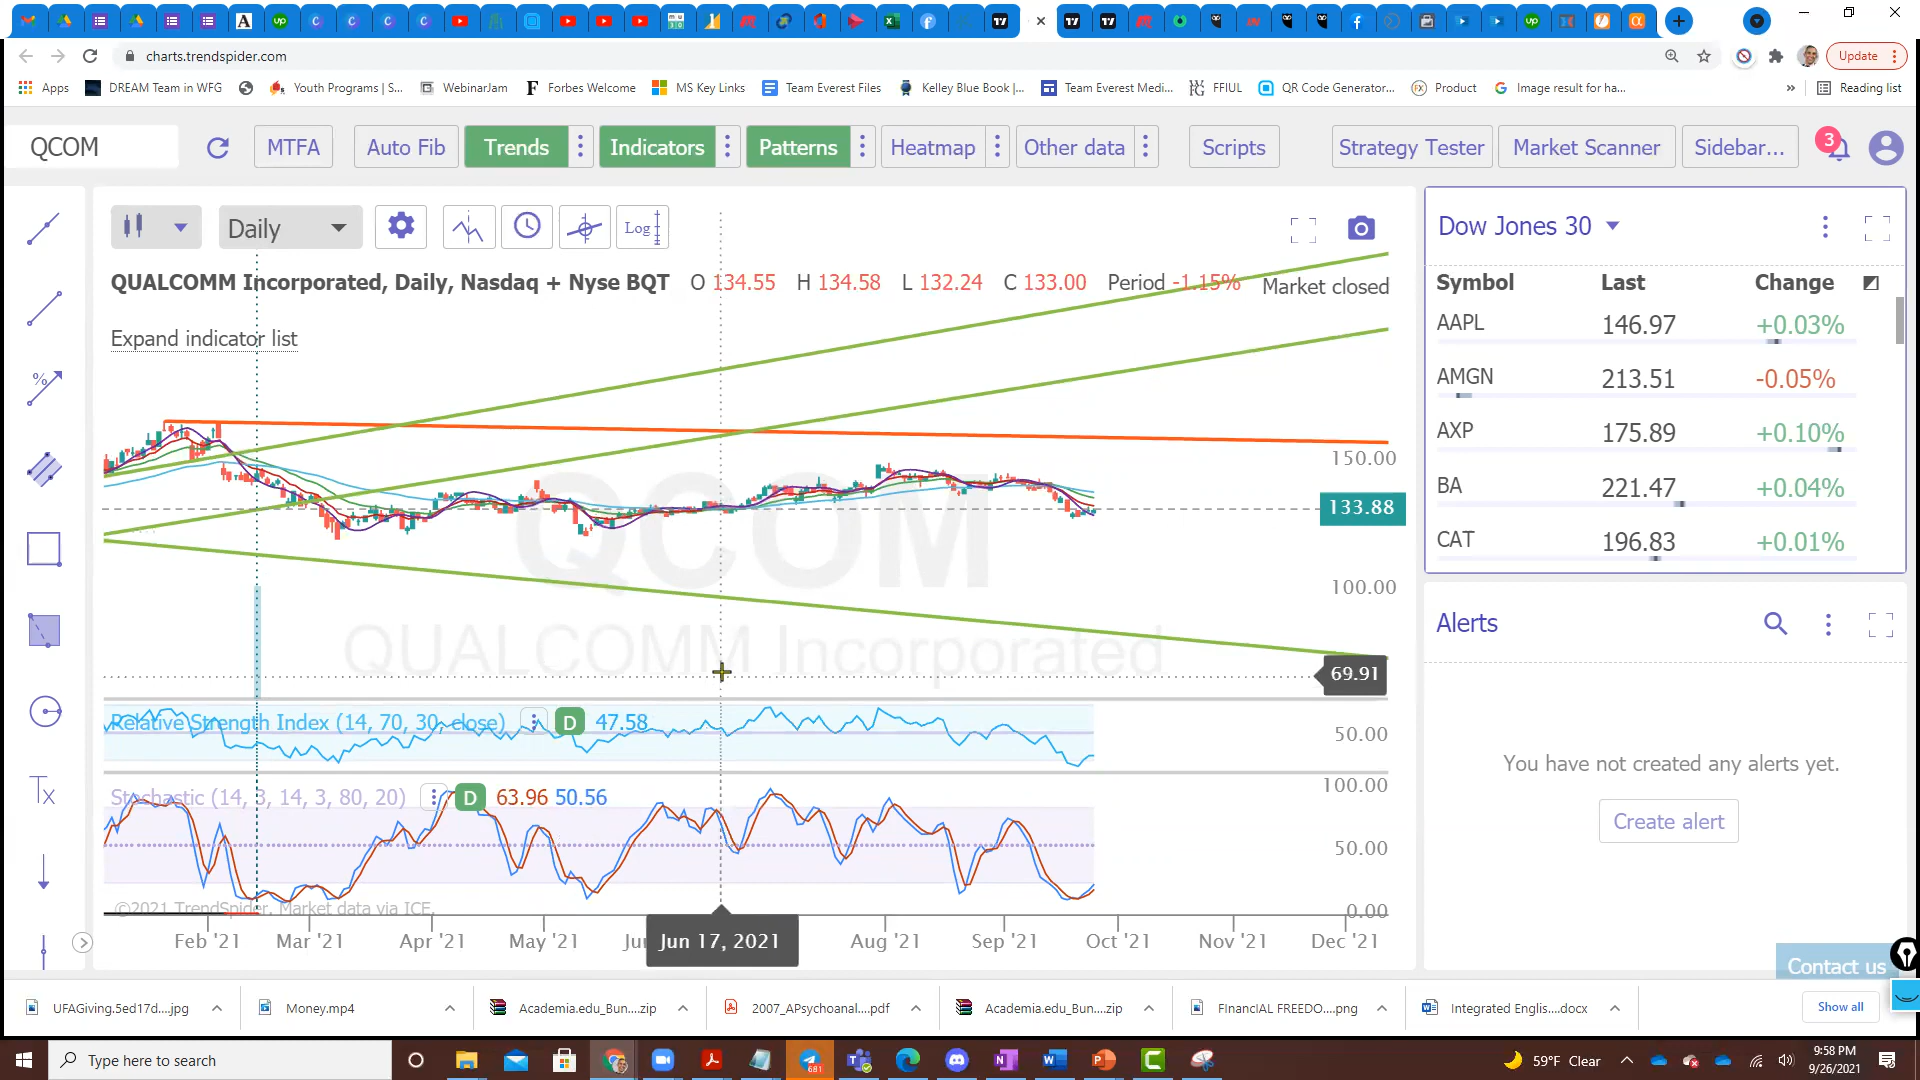 charts.trendspider.com
Update
Apps
DREAM Team in WFG
Youth Programs | S...
WebinarJam
Forbes Welcome
MS Key Links
Team Everest Files
Kelley Blue Book |...
Team Everest Medi...
FFIUL
QR Code Generator...
Product
Image result for ha...
»
Reading list
QCOM
MTFA
Auto Fib
Trends
Indicators
Patterns
Heatmap
Other data
Scripts
Strategy Tester
Market Scanner
Sidebar...
3
Daily
Log
QUALCOMM Incorporated, Daily, Nasdaq + Nyse BQT O 134.55 H 134.58 L 132.24 C 133.00 Period -1.15% Market closed
Expand indicator list
150.00
133.88
100.00
69.91
QCOM
QUALCOMM Incorporated
Relative Strength Index (14, 70, 30, close) D 47.58
50.00
Stochastic (14, 3, 14, 3, 80, 20) D 63.96 50.56
100.00
50.00
0.00
©2021 TrendSpider, Market data via ICE,
Feb '21
Mar '21
Apr '21
May '21
Jun 17, 2021
Aug '21
Sep '21
Oct '21
Nov '21
Dec '21
Dow Jones 30
Symbol Last Change
AAPL 146.97 +0.03%
AMGN 213.51 -0.05%
AXP 175.89 +0.10%
BA 221.47 +0.04%
CAT 196.83 +0.01%
Alerts
You have not created any alerts yet.
Create alert
Contact us
UFAGiving.5ed17d....jpg
Money.mp4
Academia.edu_Bun....zip
2007_APsychoanal....pdf
Academia.edu_Bun....zip
FInancIAL FREEDO....png
Integrated Englis....docx
Show all
Type here to search
681
59°F Clear
9:58 PM
9/26/2021